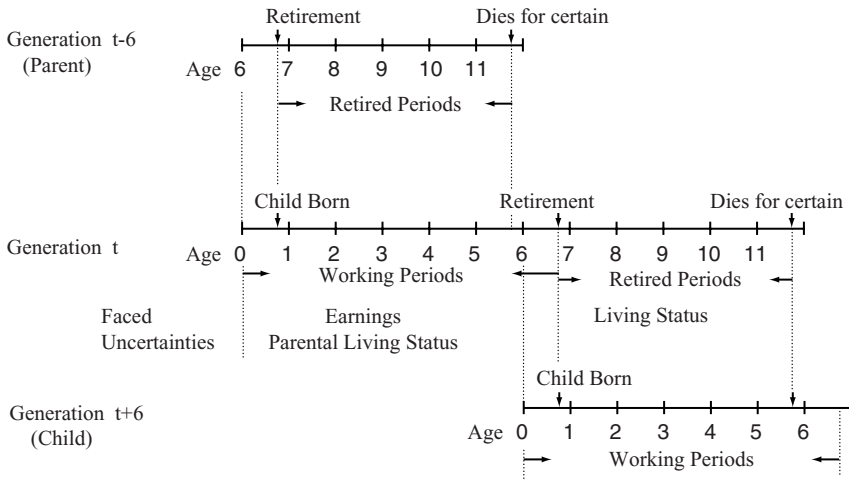 Retirement Dies for certain
Generation t-6
(Parent)
Age 6 7 8 9 10 11
Retired Periods
Child Born Retirement Dies for certain
Generation t
Age 0 1 2 3 4 5 6 7 8 9 10 11
Working Periods Retired Periods
Faced Earnings Living Status
Uncertainties Parental Living Status
Child Born
Generation t+6
(Child)
Age 0 1 2 3 4 5 6
Working Periods